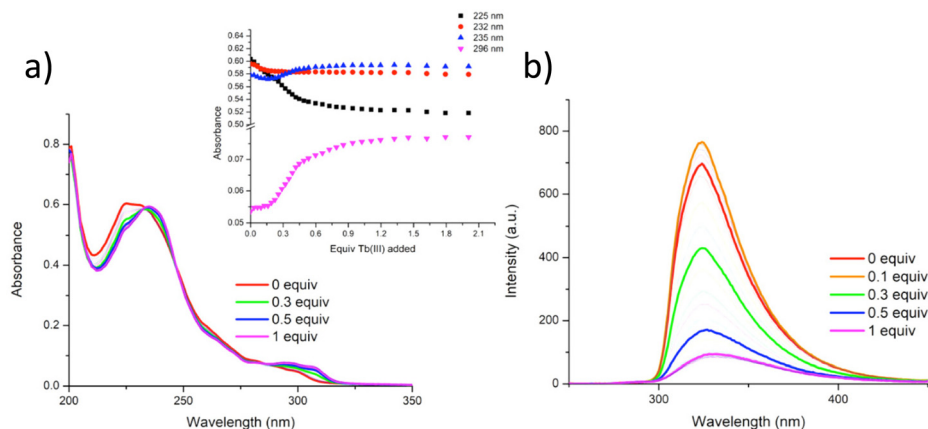 a)
225 nm
232 nm
235 nm
296 nm
0.64
0.62
0.60
0.58
0.56
0.54
0.52
0.50
0.07
0.06
0.05
Absorbance
0.0 0.3 0.6 0.9 1.2 1.5 1.8 2.1
Equiv Tb(III) added
0.8
0.6
0.4
0.2
0.0
Absorbance
0 equiv
0.3 equiv
0.5 equiv
1 equiv
200 250 300 350
Wavelength (nm)
b)
800
700
600
500
400
300
200
100
0
Intensity (a.u.)
0 equiv
0.1 equiv
0.3 equiv
0.5 equiv
1 equiv
300 400
Wavelength (nm)